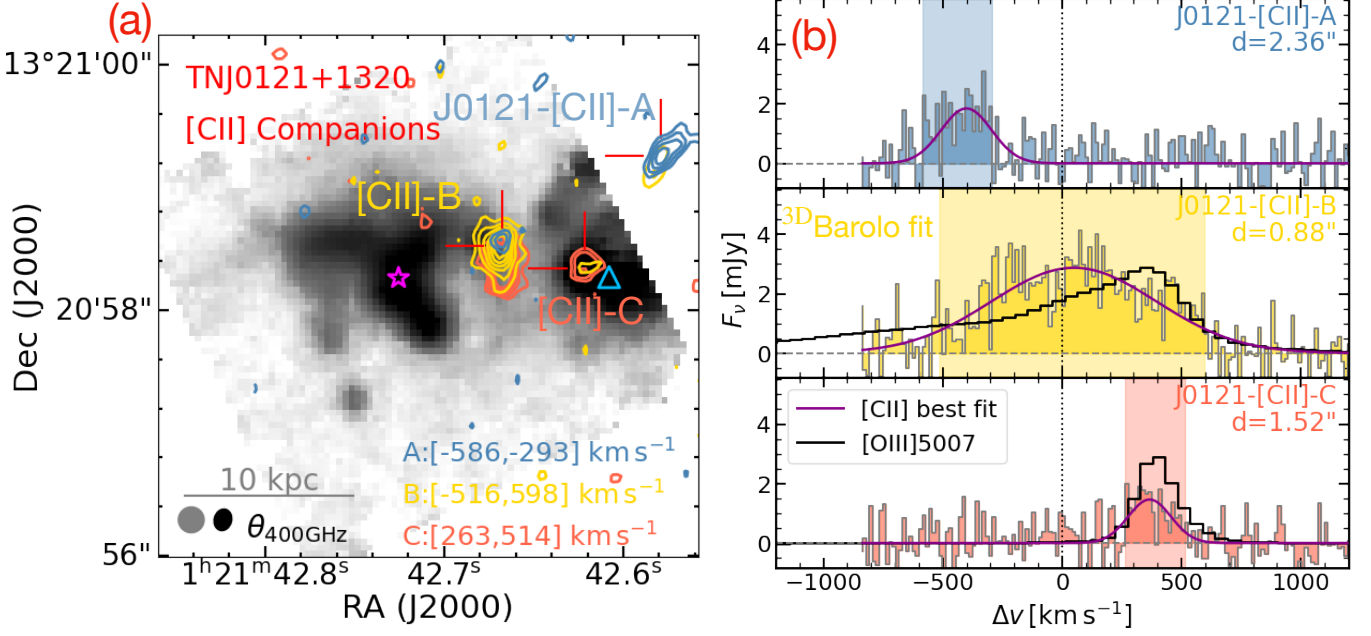 (a)
13°21'00"
TNJ0121+1320
[CII] Companions
J0121-[CII]-A
[CII]-B
[CII]-C
20'58"
56"
Dec (J2000)
A:[-586,-293] km s⁻¹
B:[-516,598] km s⁻¹
C:[263,514] km s⁻¹
10 kpc
θ400GHz
1ʰ21ᵐ42.8ˢ
42.7ˢ
42.6ˢ
RA (J2000)
(b)
J0121-[CII]-A
d=2.36"
4
2
0
3DBarolo fit
J0121-[CII]-B
d=0.88"
4
2
0
Fν [mJy]
J0121-[CII]-C
d=1.52"
[CII] best fit
[OIII]5007
4
2
0
−1000
−500
0
500
1000
Δv [km s⁻¹]